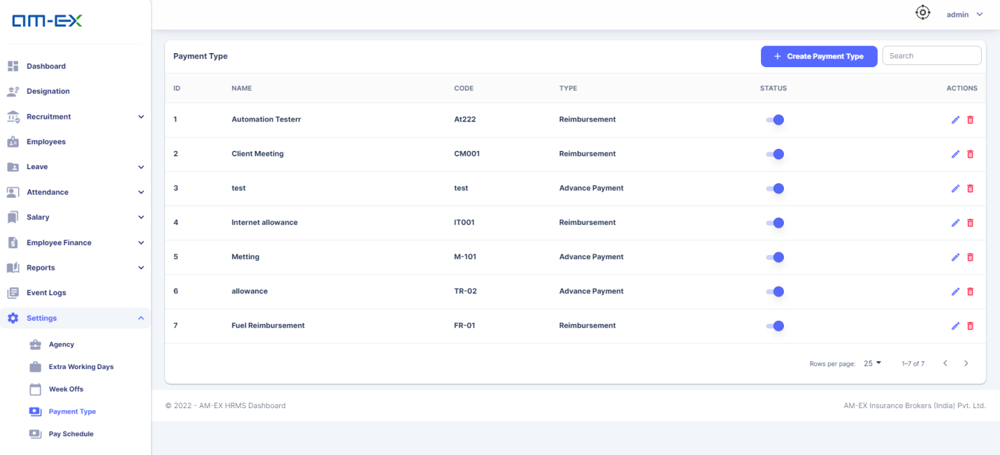 AM-EX
admin
Dashboard
Designation
Recruitment
Employees
Leave
Attendance
Salary
Employee Finance
Reports
Event Logs
Settings
Agency
Extra Working Days
Week Offs
Payment Type
Pay Schedule
Payment Type
+ Create Payment Type Search
ID NAME CODE TYPE STATUS ACTIONS
1 Automation Testerr At222 Reimbursement
2 Client Meeting CM001 Reimbursement
3 test test Advance Payment
4 Internet allowance IT001 Reimbursement
5 Metting M-101 Advance Payment
6 allowance TR-02 Advance Payment
7 Fuel Reimbursement FR-01 Reimbursement
Rows per page: 25 1–7 of 7
© 2022 - AM-EX HRMS Dashboard AM-EX Insurance Brokers (India) Pvt. Ltd.